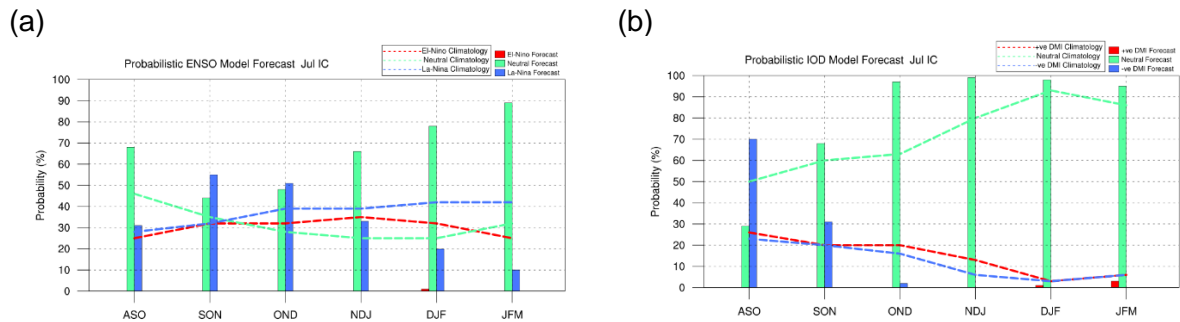 (a)
Probabilistic ENSO Model Forecast Jul IC
El-Nino Climatology
Neutral Climatology
La-Nina Climatology
El-Nino Forecast
Neutral Forecast
La-Nina Forecast
Probability (%)
100
90
80
70
60
50
40
30
20
10
0
ASO SON OND NDJ DJF JFM
(b)
Probabilistic IOD Model Forecast Jul IC
+ve DMI Climatology
Neutral Climatology
-ve DMI Climatology
+ve DMI Forecast
Neutral Forecast
-ve DMI Forecast
Probability (%)
100
90
80
70
60
50
40
30
20
10
0
ASO SON OND NDJ DJF JFM